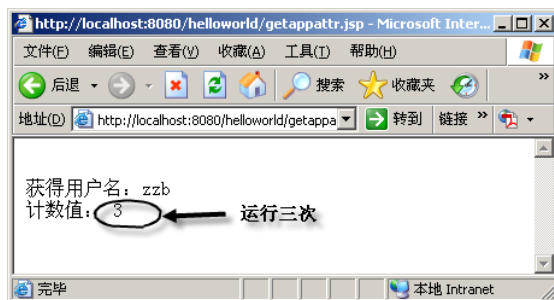 http://localhost:8080/helloworld/getappattr.jsp - Microsoft Inter...
文件(F) 编辑(E) 查看(V) 收藏(A) 工具(T) 帮助(H)
后退 搜索 收藏夹 »
地址(D) http://localhost:8080/helloworld/getappa 转到 链接 »
获得用户名：zzb
计数值： 3 运行三次
完毕 本地 Intranet